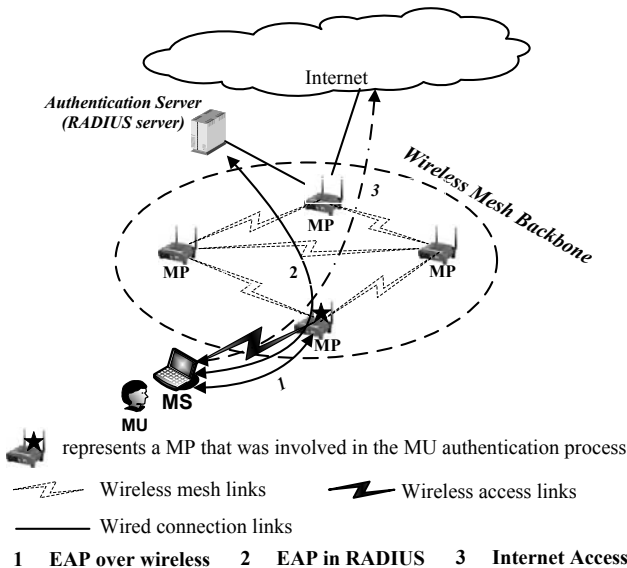 Internet
Authentication Server
(RADIUS server)
3
Wireless Mesh Backbone
MP
MP
MP
2
MP
1
MS
MU
represents a MP that was involved in the MU authentication process
Wireless mesh links
Wireless access links
Wired connection links
1 EAP over wireless 2 EAP in RADIUS 3 Internet Access